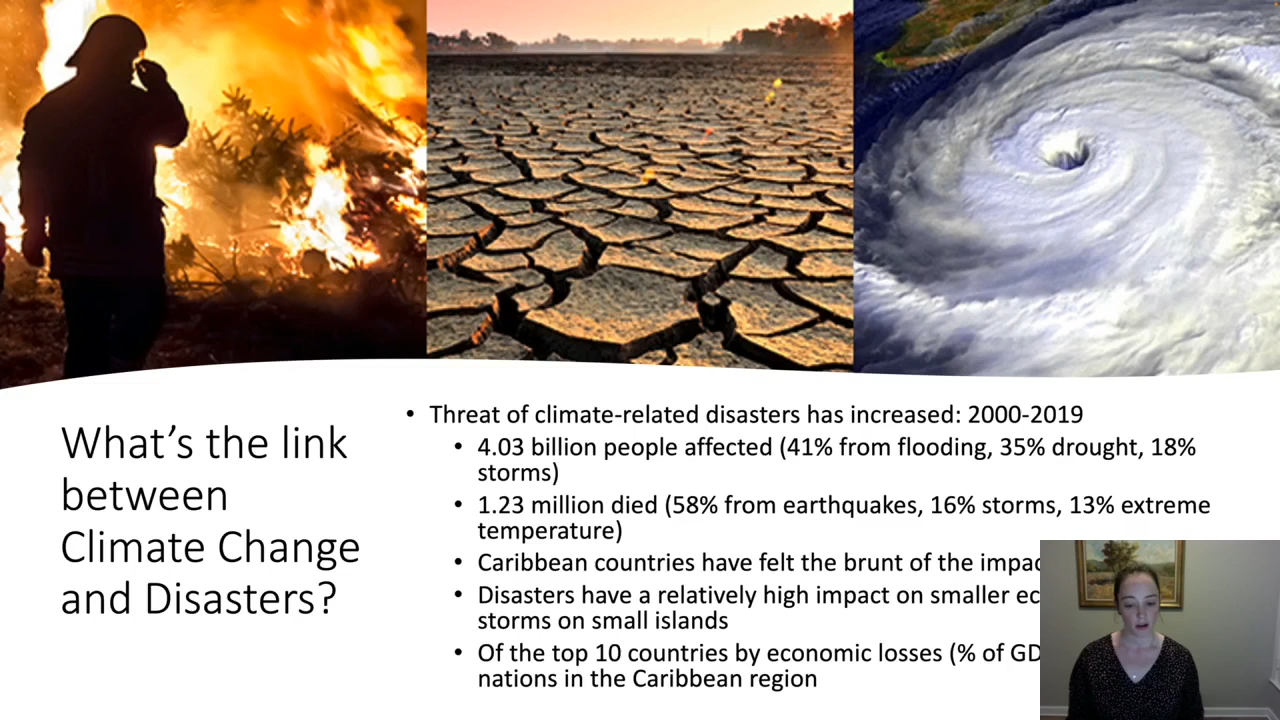 What's the link
between
Climate Change
and Disasters?
• Threat of climate-related disasters has increased: 2000-2019
• 4.03 billion people affected (41% from flooding, 35% drought, 18%
storms)
• 1.23 million died (58% from earthquakes, 16% storms, 13% extreme
temperature)
• Caribbean countries have felt the brunt of the
• Disasters have a relatively high impact on smaller
storms on small islands
• Of the top 10 countries by economic losses (% of
nations in the Caribbean region